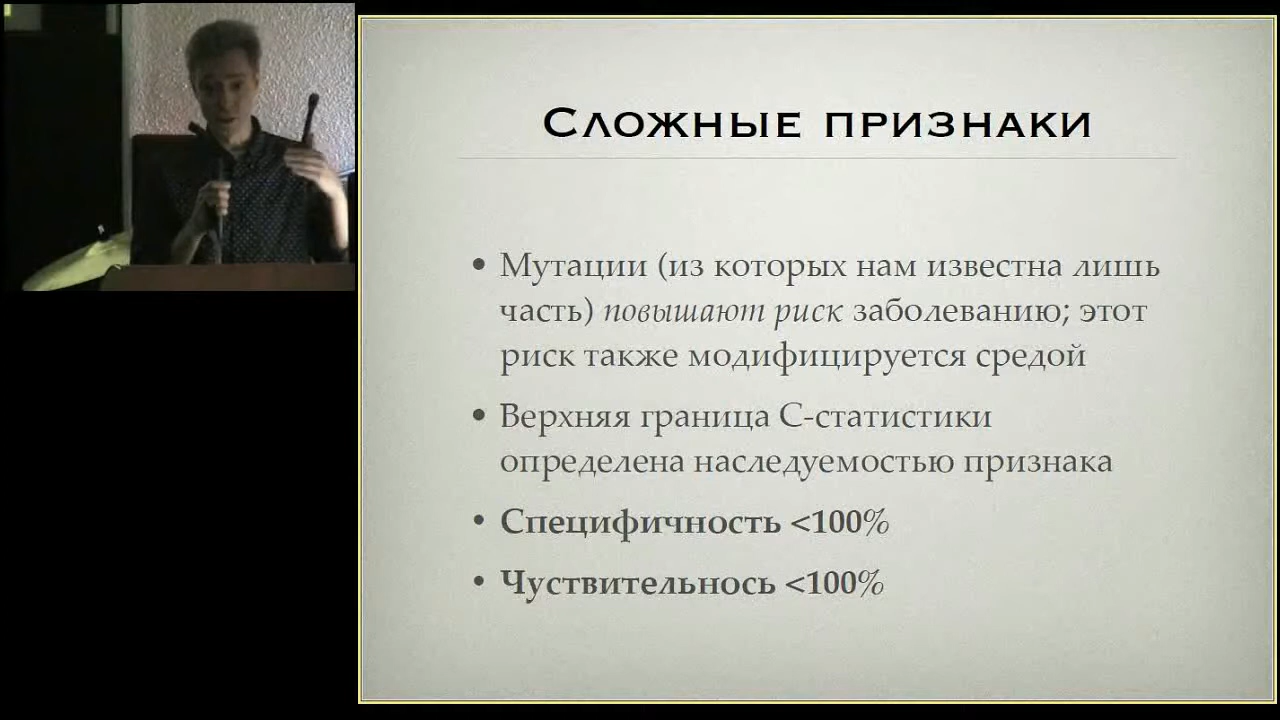 Сложные признаки
• Мутации (из которых нам известна лишь
часть) повышают риск заболеванию; этот
риск также модифицируется средой
• Верхняя граница С-статистики
определена наследуемостью признака
• Специфичность <100%
• Чуствительнось <100%